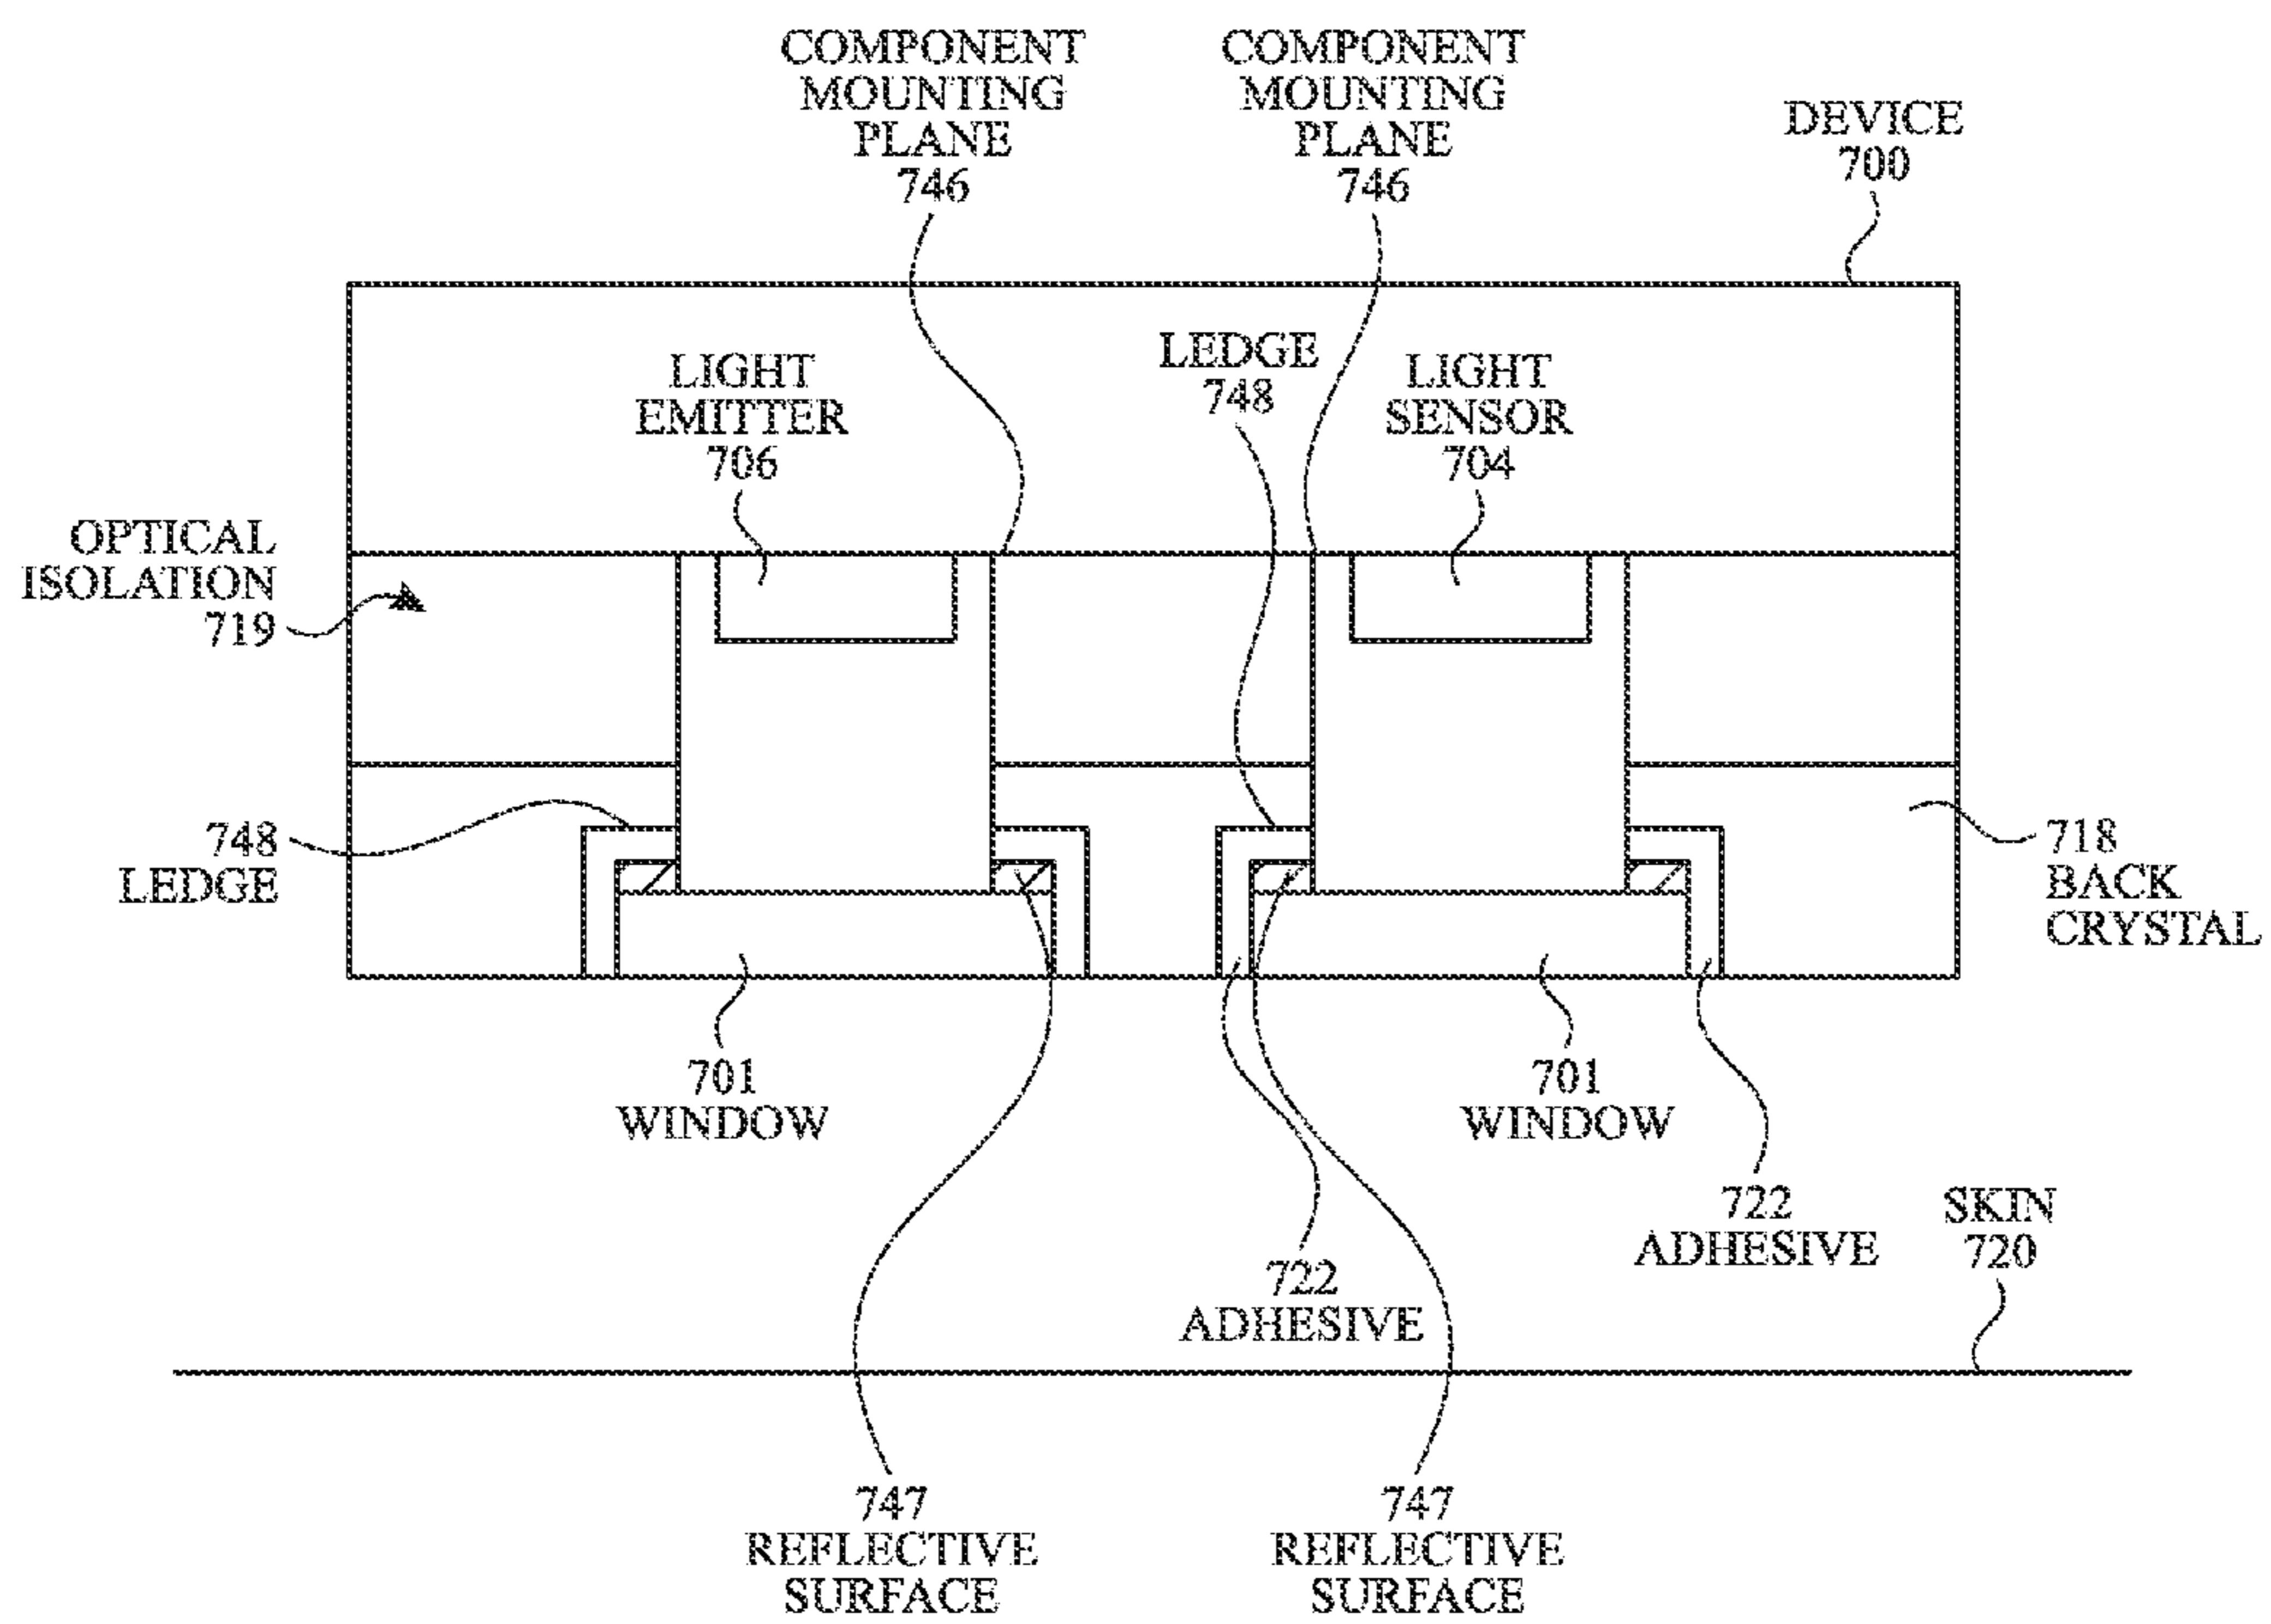 COMPONENT
MOUNTING
PLANE
746
COMPONENT
MOUNTING
PLANE
746
DEVICE
700
LIGHT
EMITTER
706
LEDGE
748
LIGHT
SENSOR
704
OPTICAL
ISOLATION
719
748
LEDGE
718
BACK
CRYSTAL
701
WINDOW
701
WINDOW
722
ADHESIVE
722
ADHESIVE
SKIN
720
747
REFLECTIVE
SURFACE
747
REFLECTIVE
SURFACE